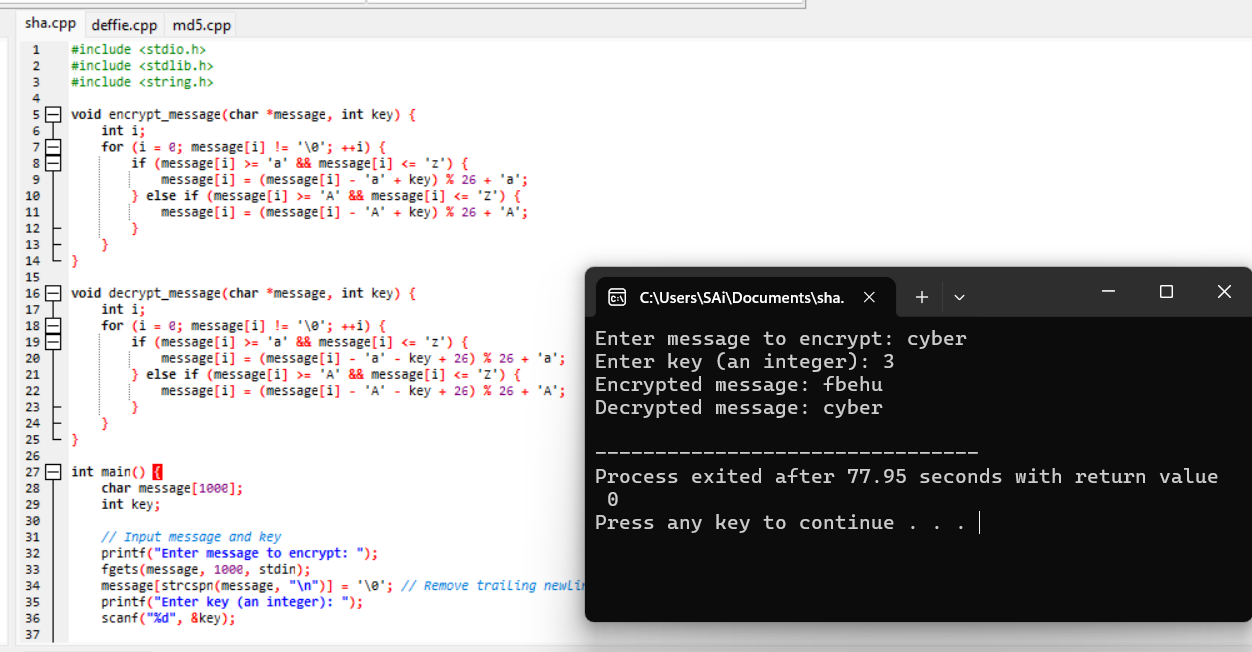 sha.cpp deffie.cpp md5.cpp
1 #include <stdio.h>
2 #include <stdlib.h>
3 #include <string.h>
4
5 void encrypt_message(char *message, int key) {
6 int i;
7 for (i = 0; message[i] != '\0'; ++i) {
8 if (message[i] >= 'a' && message[i] <= 'z') {
9 message[i] = (message[i] - 'a' + key) % 26 + 'a';
10 } else if (message[i] >= 'A' && message[i] <= 'Z') {
11 message[i] = (message[i] - 'A' + key) % 26 + 'A';
12 }
13 }
14 }
15
16 void decrypt_message(char *message, int key) {
17 int i;
18 for (i = 0; message[i] != '\0'; ++i) {
19 if (message[i] >= 'a' && message[i] <= 'z') {
20 message[i] = (message[i] - 'a' - key + 26) % 26 + 'a';
21 } else if (message[i] >= 'A' && message[i] <= 'Z') {
22 message[i] = (message[i] - 'A' - key + 26) % 26 + 'A';
23 }
24 }
25 }
26
27 int main() {
28 char message[1000];
29 int key;
30
31 // Input message and key
32 printf("Enter message to encrypt: ");
33 fgets(message, 1000, stdin);
34 message[strcspn(message, "\n")] = '\0'; // Remove trailing newlin
35 printf("Enter key (an integer): ");
36 scanf("%d", &key);
37
C:\Users\SAi\Documents\sha.
Enter message to encrypt: cyber
Enter key (an integer): 3
Encrypted message: fbehu
Decrypted message: cyber
--------------------------------
Process exited after 77.95 seconds with return value
0
Press any key to continue . . .